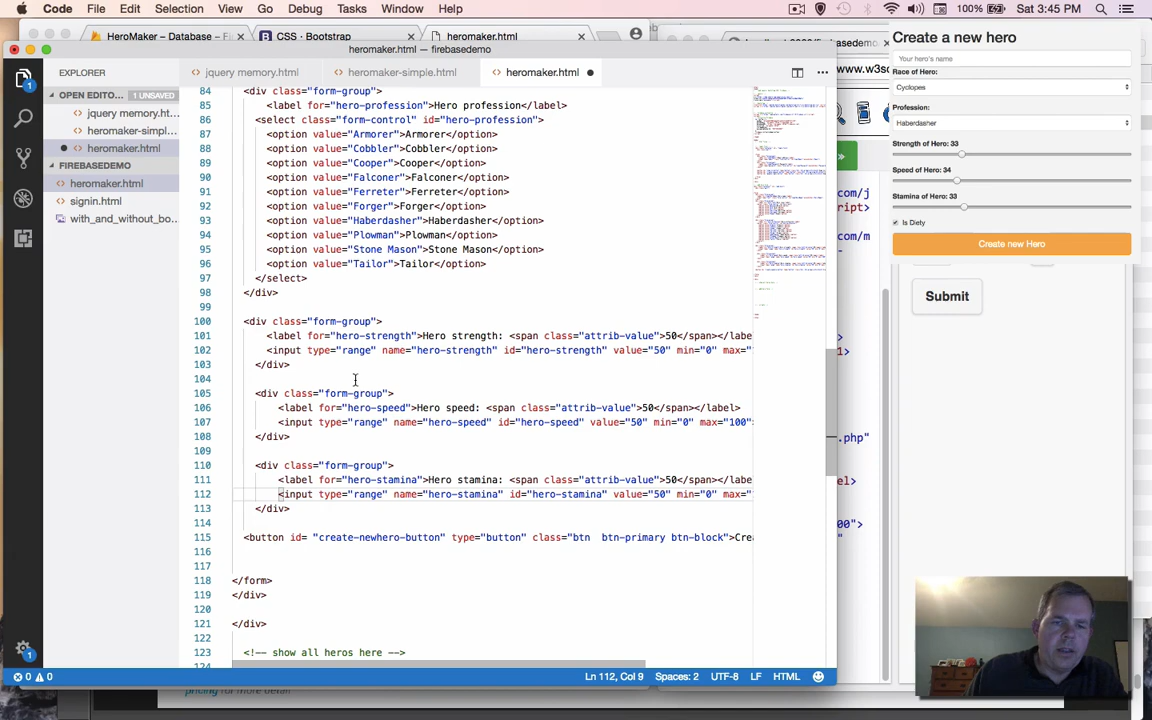 Code File Edit Selection View Go Debug Tasks Window Help 100% Sat 3:45 PM
HeroMaker – Database – Fi CSS · Bootstrap heromaker.html
heromaker.html — firebasedemo
EXPLORER
OPEN EDITO... 1 UNSAVED
jquery memory.ht...
heromaker-simpl...
heromaker.html
FIREBASEDEMO
heromaker.html
signin.html
with_and_without_bo...
jquery memory.html heromaker-simple.html heromaker.html
84 <div class="form-group">
85 <label for="hero-profession">Hero profession</label>
86 <select class="form-control" id="hero-profession">
87 <option value="Armorer">Armorer</option>
88 <option value="Cobbler">Cobbler</option>
89 <option value="Cooper">Cooper</option>
90 <option value="Falconer">Falconer</option>
91 <option value="Ferreter">Ferreter</option>
92 <option value="Forger">Forger</option>
93 <option value="Haberdasher">Haberdasher</option>
94 <option value="Plowman">Plowman</option>
95 <option value="Stone Mason">Stone Mason</option>
96 <option value="Tailor">Tailor</option>
97 </select>
98 </div>
99
100 <div class="form-group">
101 <label for="hero-strength">Hero strength: <span class="attrib-value">50</span></labe
102 <input type="range" name="hero-strength" id="hero-strength" value="50" min="0" max="
103 </div>
104
105 <div class="form-group">
106 <label for="hero-speed">Hero speed: <span class="attrib-value">50</span></label>
107 <input type="range" name="hero-speed" id="hero-speed" value="50" min="0" max="100"
108 </div>
109
110 <div class="form-group">
111 <label for="hero-stamina">Hero stamina: <span class="attrib-value">50</span></labe
112 <input type="range" name="hero-stamina" id="hero-stamina" value="50" min="0" max="
113 </div>
114
115 <button id= "create-newhero-button" type="button" class="btn  btn-primary btn-block">Crea
116
117
118 </form>
119 </div>
120
121 </div>
122
123 <!-- show all heros here -->
124
0 0 Ln 112, Col 9 Spaces: 2 UTF-8 LF HTML
Create a new hero
Your hero's name
Race of Hero:
Cyclopes
Profession:
Haberdasher
Strength of Hero: 33
Speed of Hero: 34
Stamina of Hero: 33
Is Diety
Create new Hero
Submit
www.w3sc
com/j
ript>
com/m
.php"
el>
00">